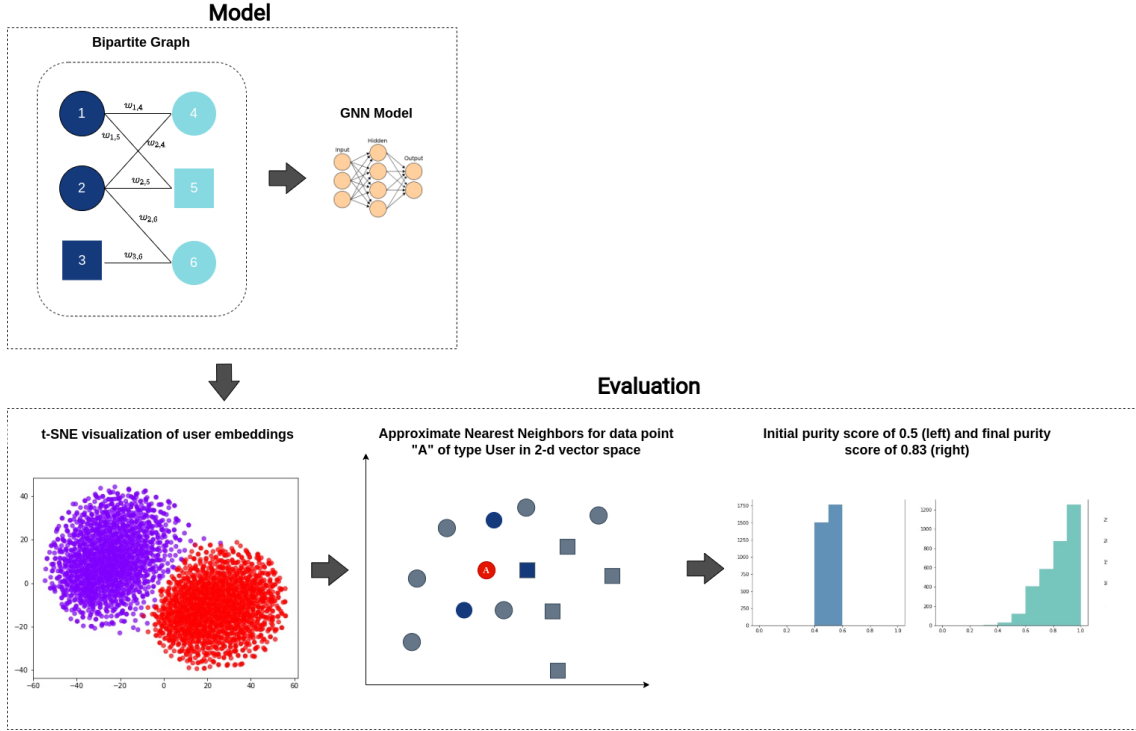 Model
Bipartite Graph
1
w1,4
4
w1,5
w2,4
2
w2,5
5
w2,6
3
w3,6
6
GNN Model
Input
Hidden
Output
Evaluation
t-SNE visualization of user embeddings
40
20
0
−20
−40
−60
−40
−20
0
20
40
60
Approximate Nearest Neighbors for data point
"A" of type User in 2-d vector space
A
Initial purity score of 0.5 (left) and final purity
score of 0.83 (right)
1750
1500
1250
1000
750
500
250
0
0.0
0.2
0.4
0.6
0.8
1.0
1200
1000
800
600
400
200
0
0.0
0.2
0.4
0.6
0.8
1.0